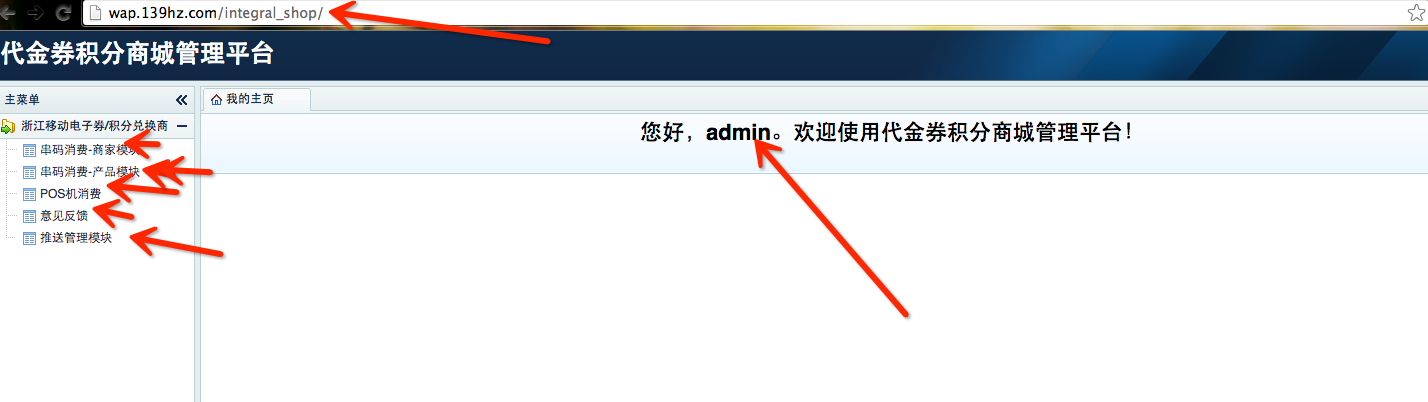 wap.139hz.com/integral_shop/
代金券积分商城管理平台
主菜单
我的主页
浙江移动电子券/积分兑换商
您好，admin。欢迎使用代金券积分商城管理平台！
串码消费-商家模块
串码消费-产品模块
POS机消费
意见反馈
推送管理模块